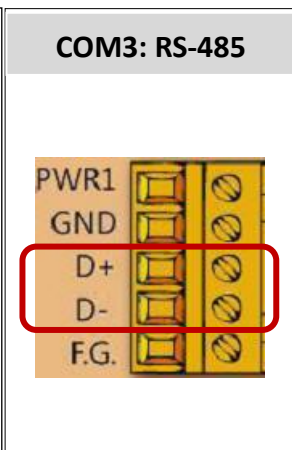 COM3: RS-485
PWR1
GND
D+
D-
F.G.